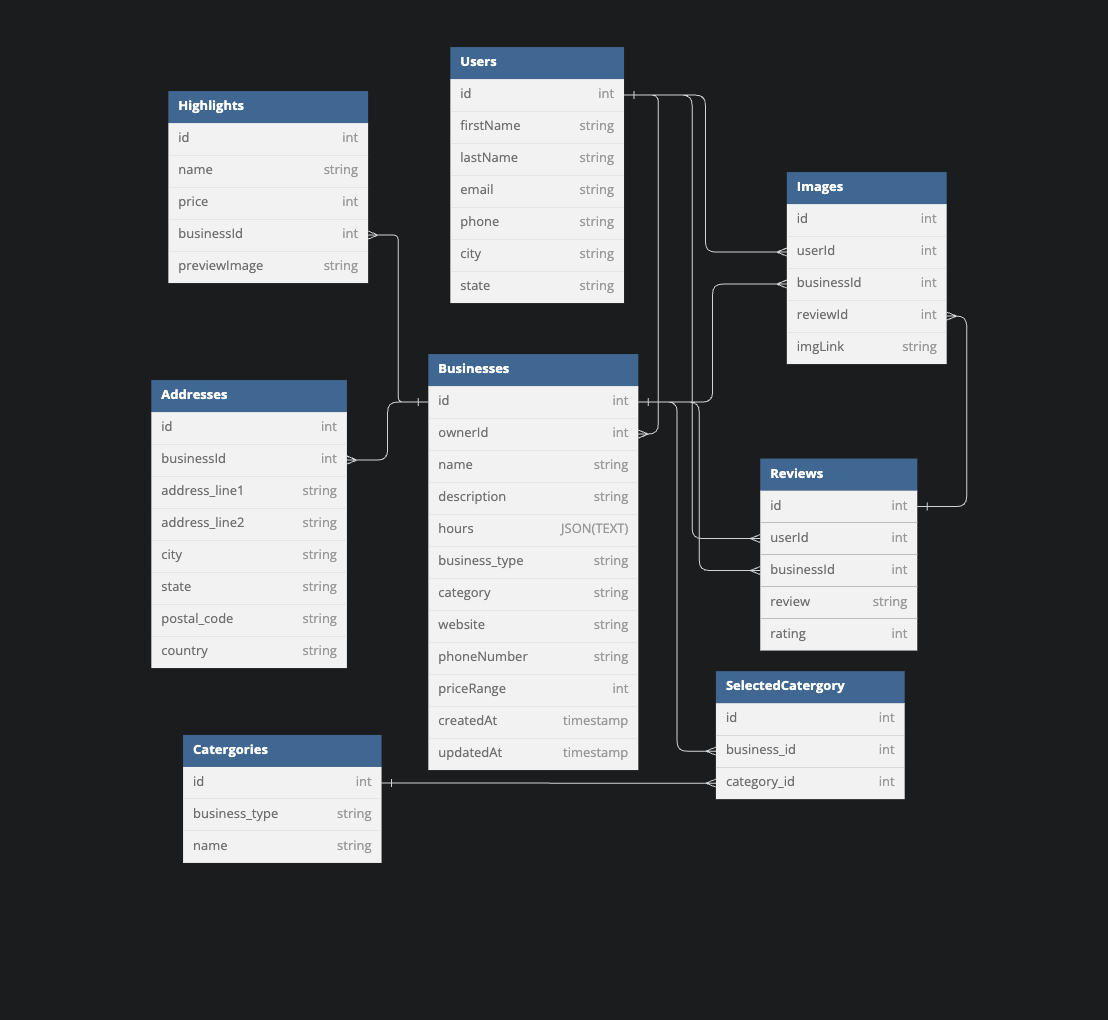 Users
id int
firstName string
lastName string
email string
phone string
city string
state string
Highlights
id int
name string
price int
businessId int
previewImage string
Images
id int
userId int
businessId int
reviewId int
imgLink string
Businesses
id int
ownerId int
name string
description string
hours JSON(TEXT)
business_type string
category string
website string
phoneNumber string
priceRange int
createdAt timestamp
updatedAt timestamp
Addresses
id int
businessId int
address_line1 string
address_line2 string
city string
state string
postal_code string
country string
Reviews
id int
userId int
businessId int
review string
rating int
SelectedCatergory
id int
business_id int
category_id int
Catergories
id int
business_type string
name string